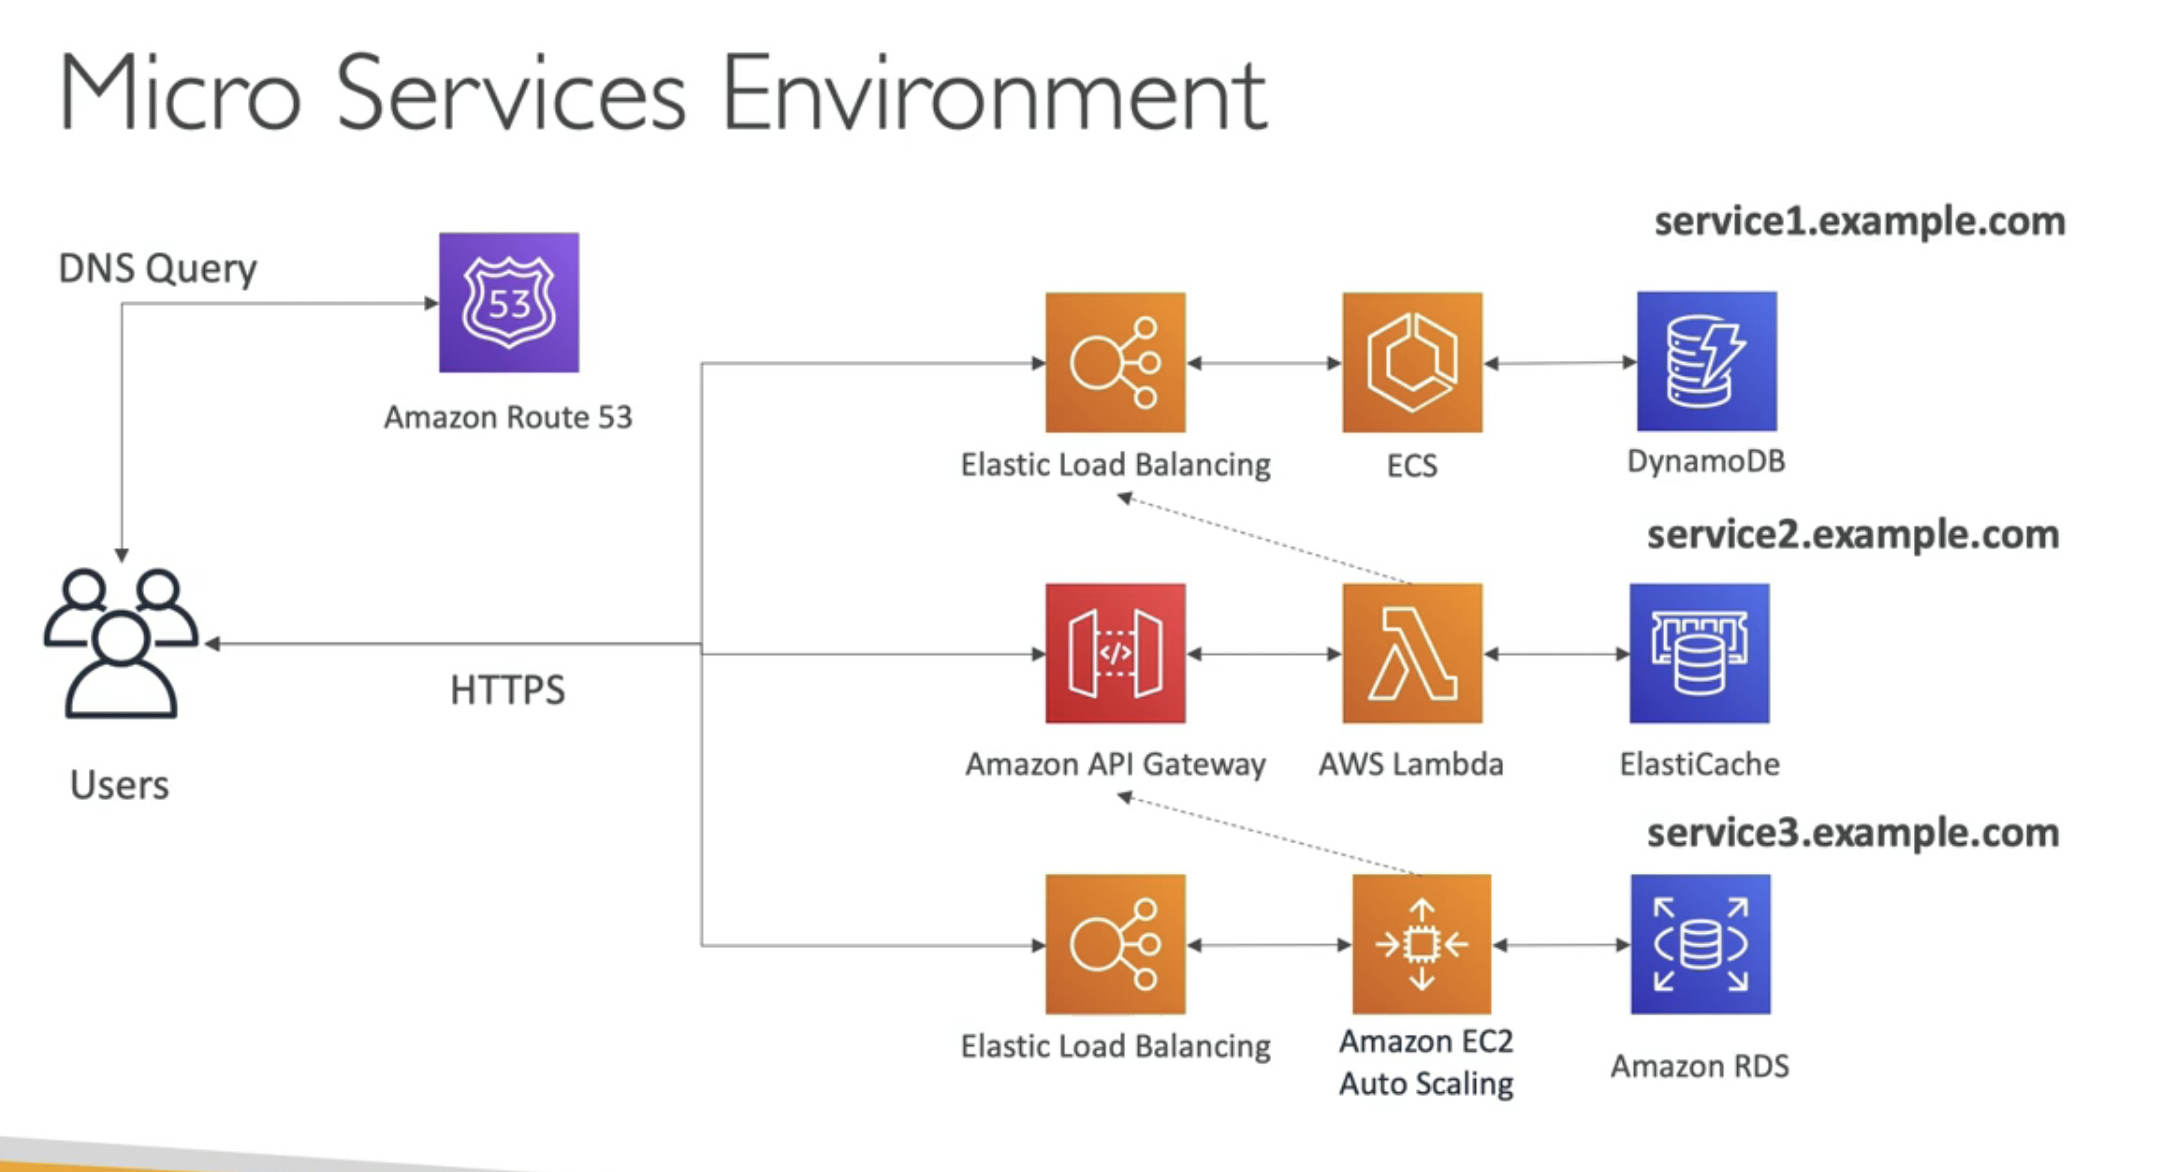 Micro Services Environment
DNS Query
53
Amazon Route 53
Users
HTTPS
service1.example.com
Elastic Load Balancing
ECS
DynamoDB
service2.example.com
</>
Amazon API Gateway
AWS Lambda
ElastiCache
service3.example.com
Elastic Load Balancing
Amazon EC2
Auto Scaling
Amazon RDS